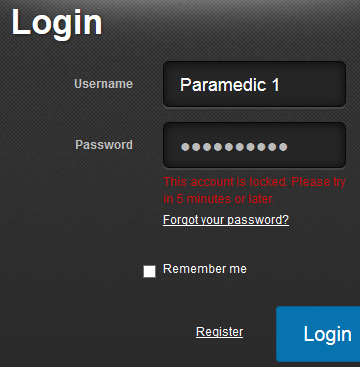 Login
Username
Paramedic 1
Password
●●●●●●●●●●
This account is locked. Please try
in 5 minutes or later.
Forgot your password?
Remember me
Register
Login